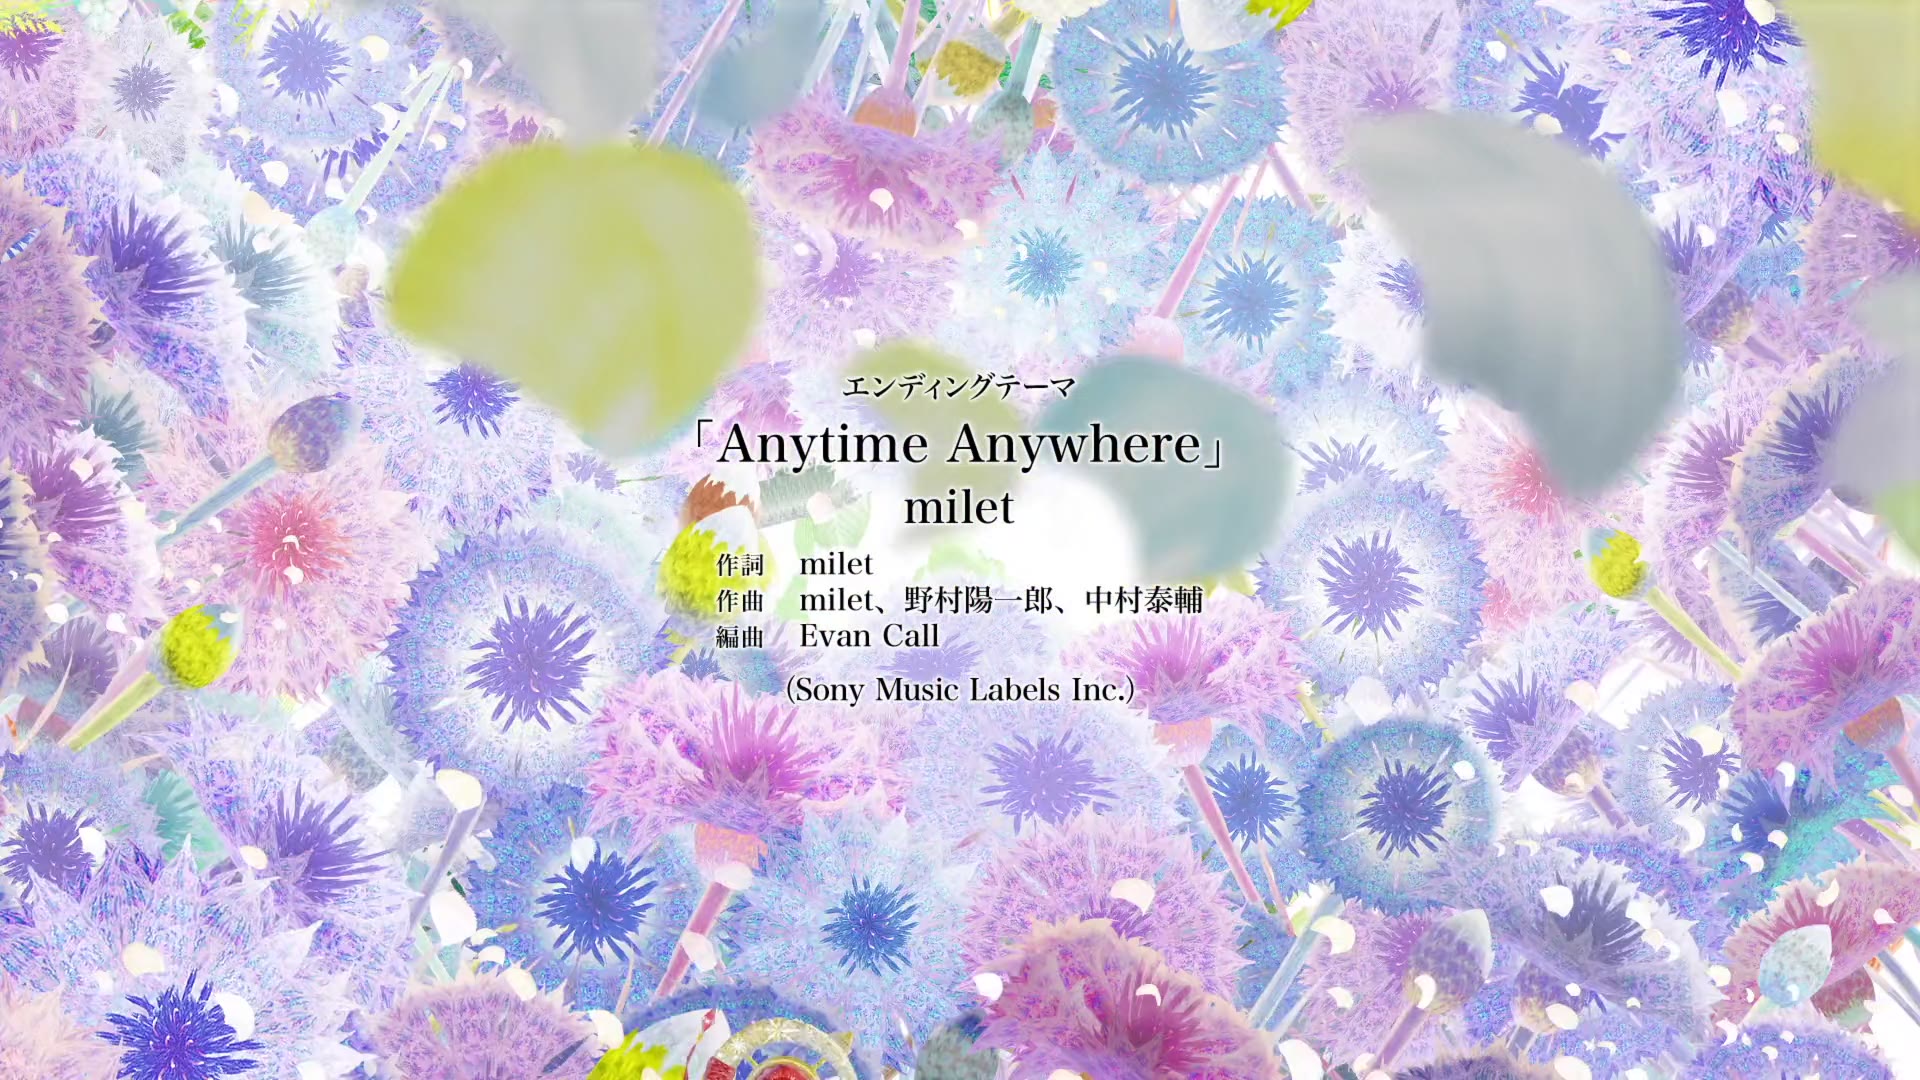 エンディングテーマ
「Anytime Anywhere」
milet
作詞 milet
作曲 milet、野村陽一郎、中村泰輔
編曲 Evan Call
(Sony Music Labels Inc.)